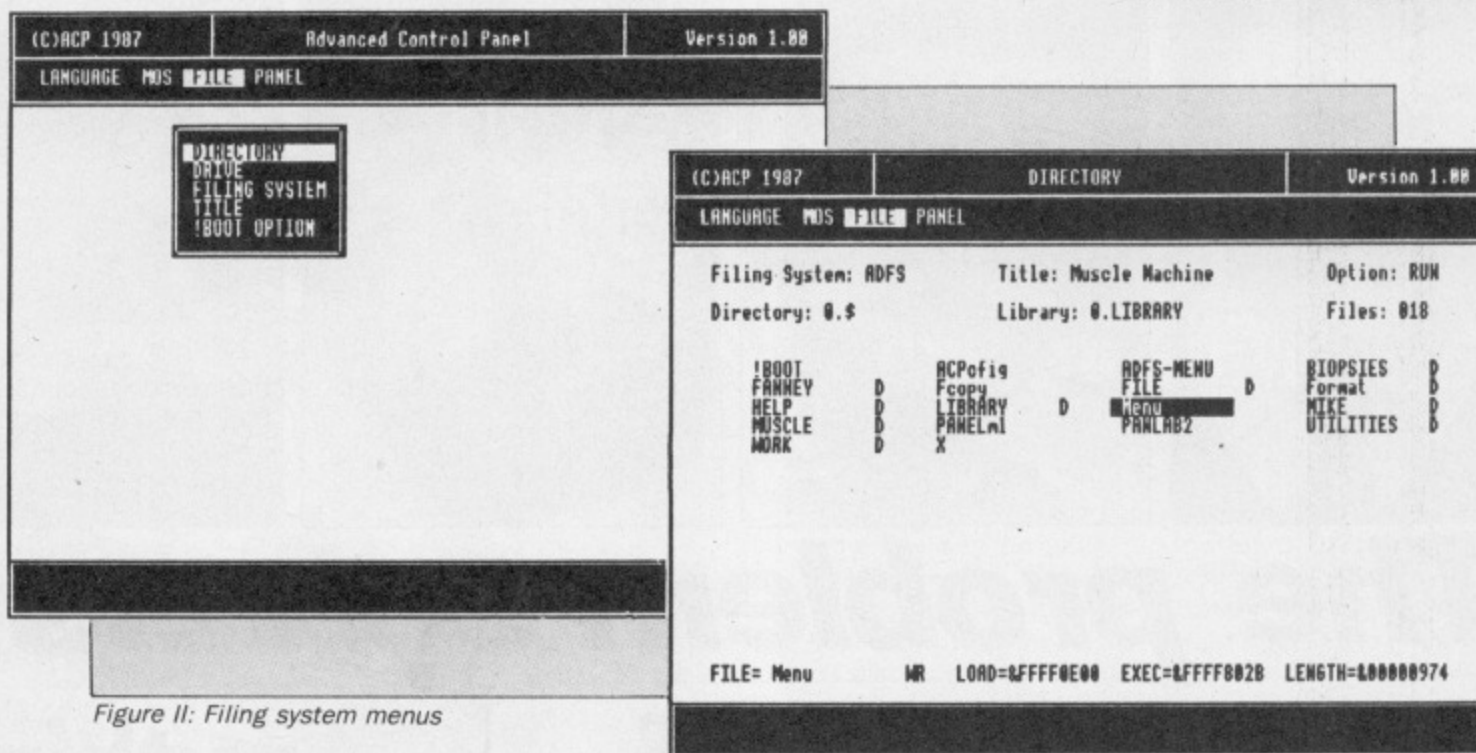 (C)ACP 1987 Advanced Control Panel Version 1.00
LANGUAGE MOS FILE PANEL
DIRECTORY
DRIVE
FILING SYSTEM
TITLE
!BOOT OPTION
(C)ACP 1987 DIRECTORY Version 1.00
LANGUAGE MOS FILE PANEL
Filing System: ADFS Title: Muscle Machine Option: RUN
Directory: 0.$ Library: 0.LIBRARY Files: 018
!BOOT ACPcfig ADFS-MENU BIOPSIES D
FANKEY D Fcopy FILE D Format D
HELP D LIBRARY D Menu MIKE D
MUSCLE D PANELml PANLAB2 UTILITIES D
WORK D X
FILE= Menu WR LOAD=&FFFF0E00 EXEC=&FFFF802B LENGTH=&00000974
Figure II: Filing system menus